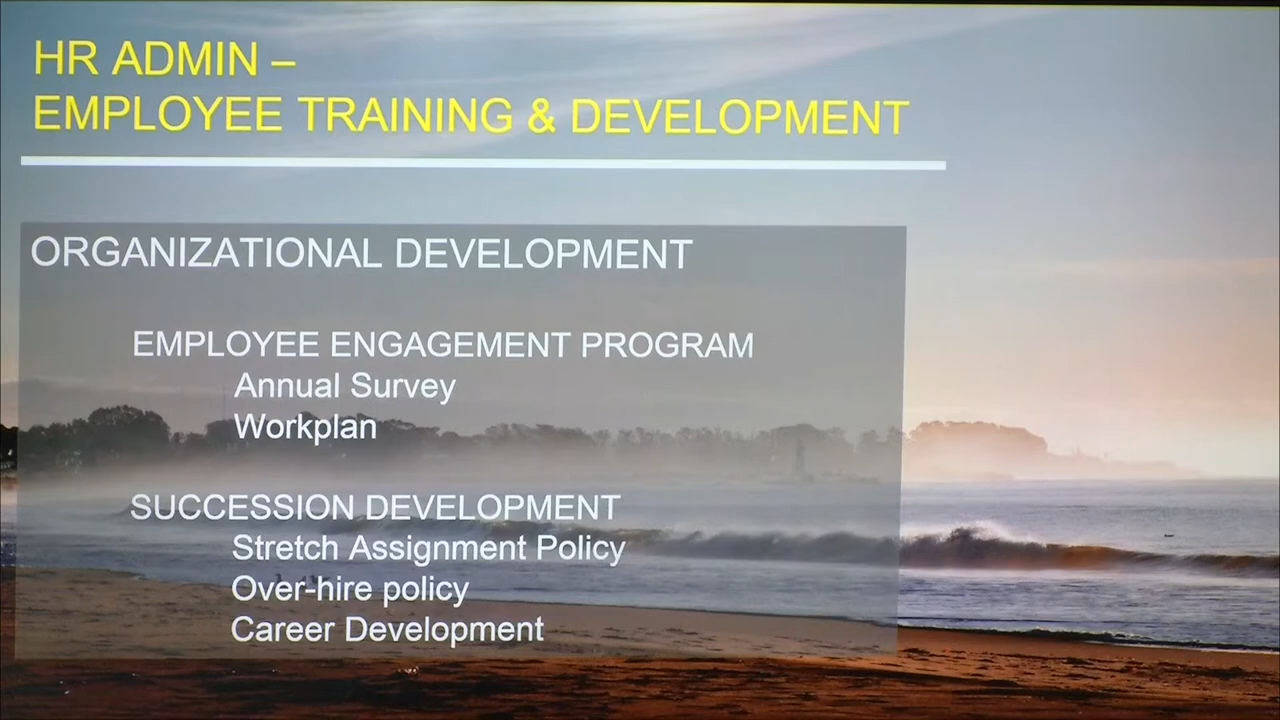 HR ADMIN –
EMPLOYEE TRAINING & DEVELOPMENT
ORGANIZATIONAL DEVELOPMENT
EMPLOYEE ENGAGEMENT PROGRAM
Annual Survey
Workplan
SUCCESSION DEVELOPMENT
Stretch Assignment Policy
Over-hire policy
Career Development